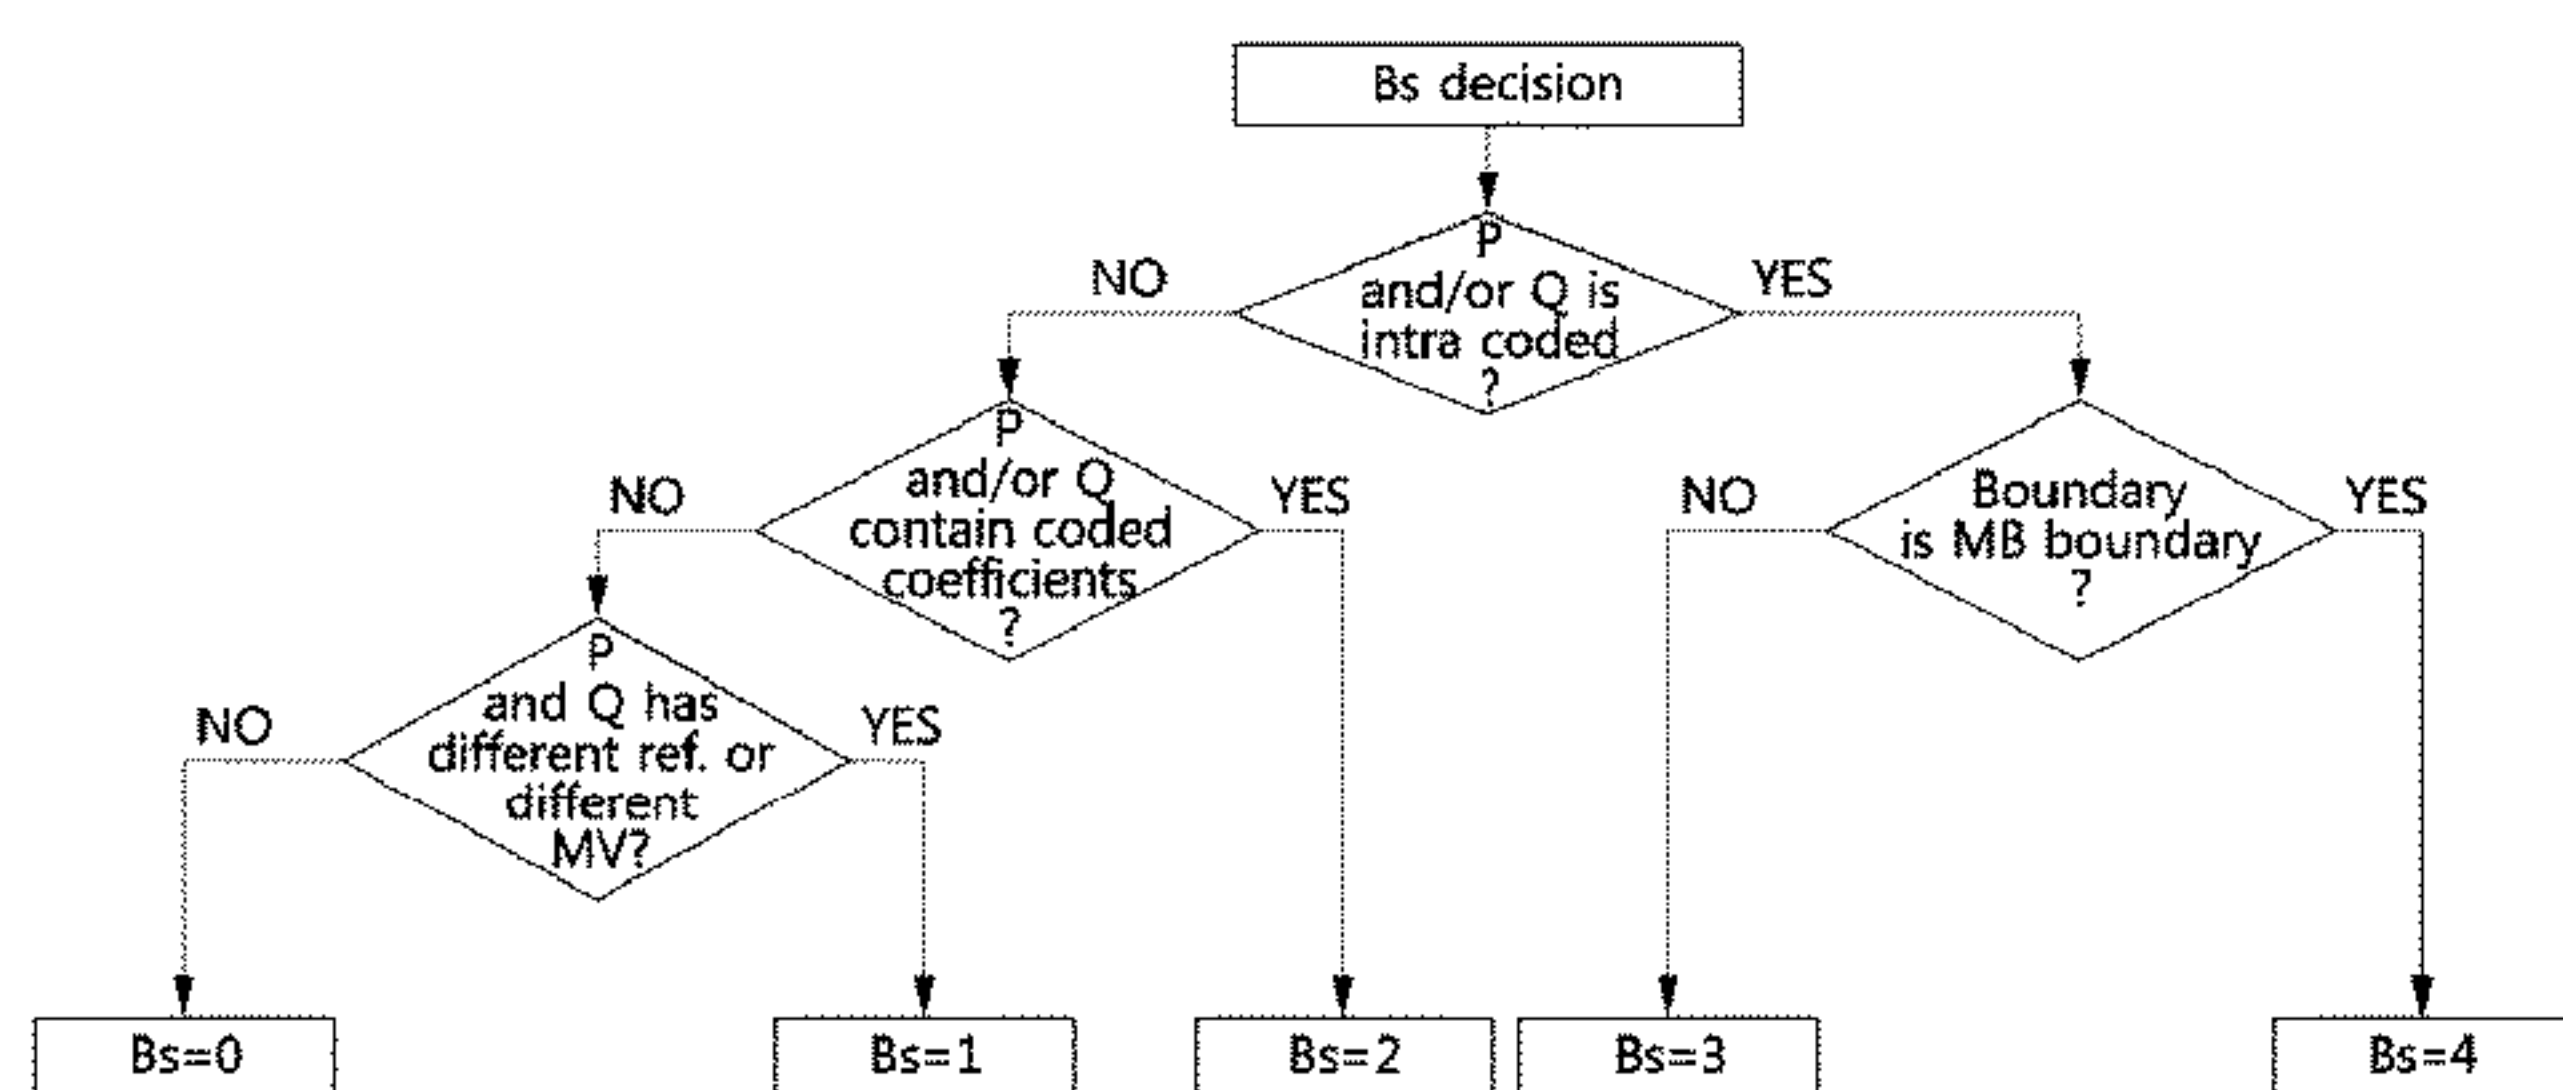 Bs decision
P
and/or Q is
intra coded
?
NO
YES
P
and/or Q
contain coded
coefficients
?
NO
YES
Boundary
is MB boundary
?
NO
YES
P
and Q has
different ref. or
different
MV?
NO
YES
Bs=0
Bs=1
Bs=2
Bs=3
Bs=4